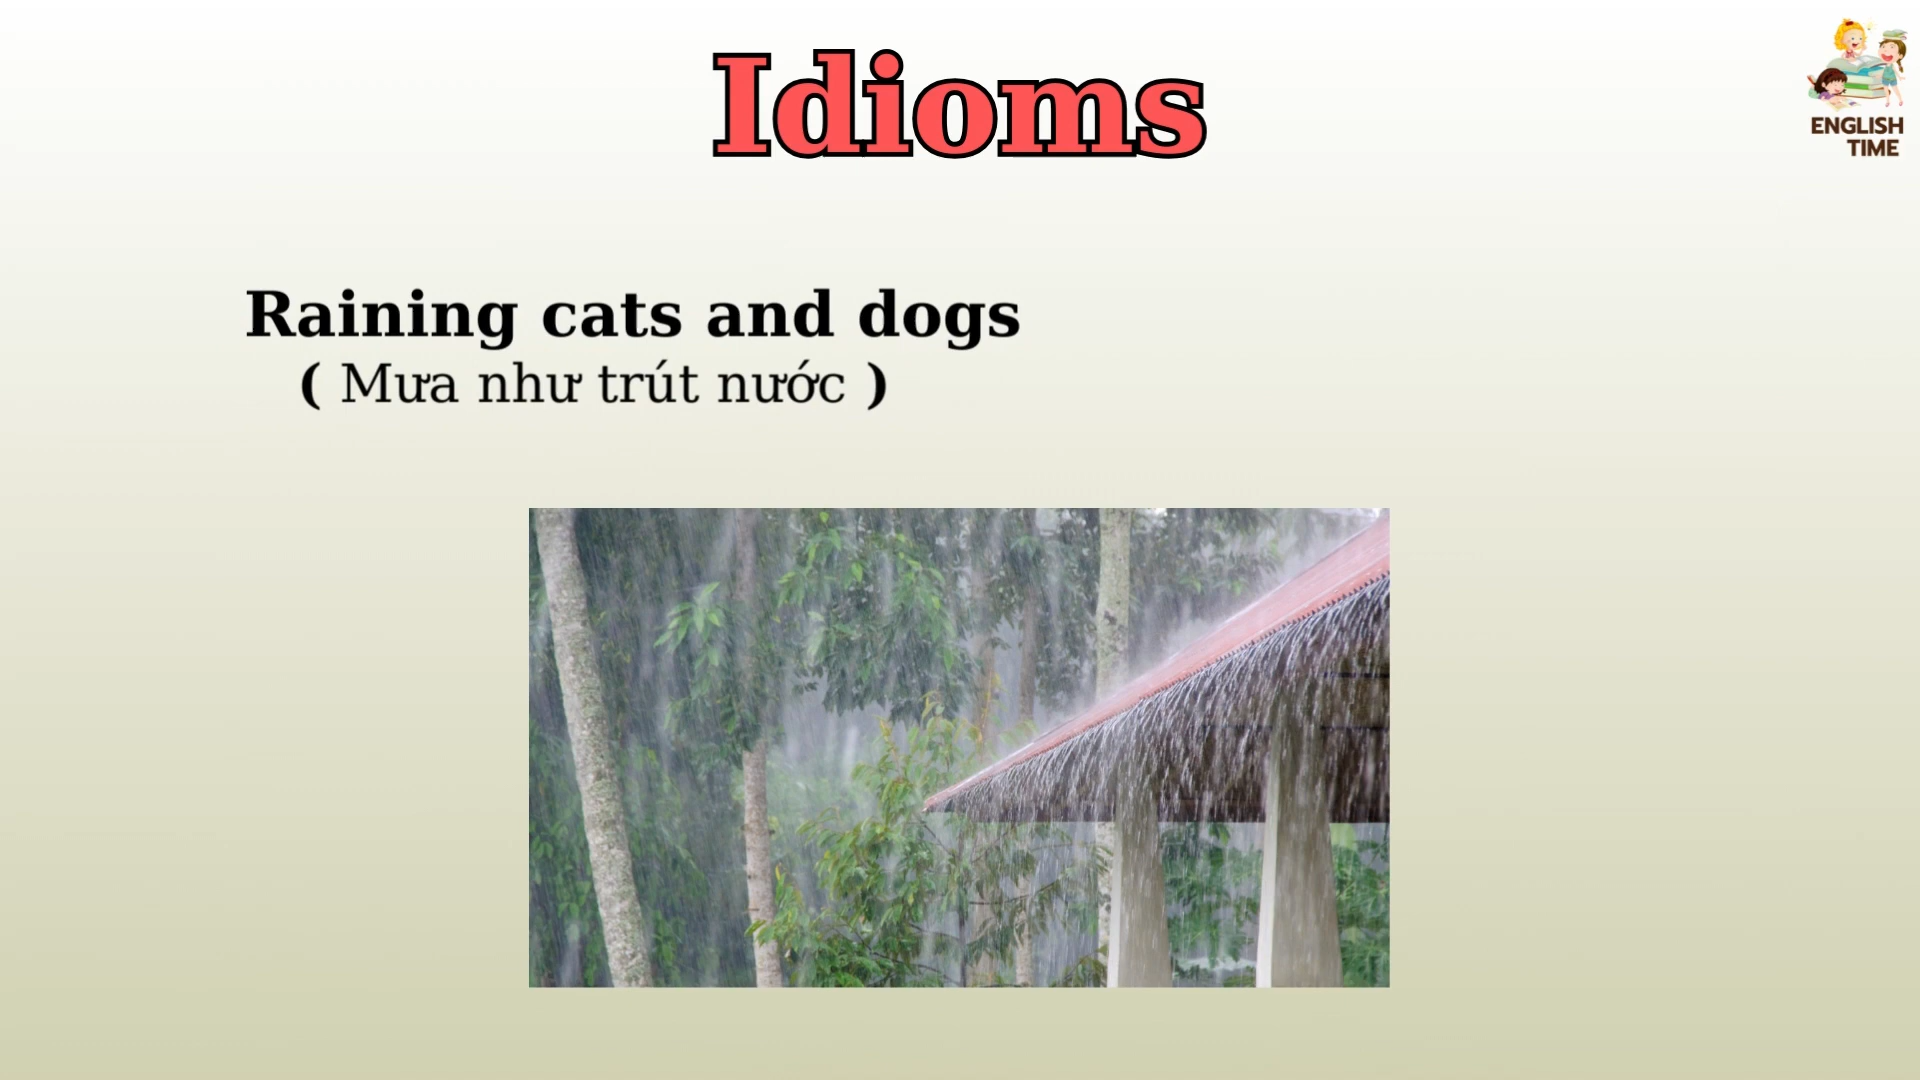 Idioms
ENGLISH
TIME
Raining cats and dogs
( Mưa như trút nước )